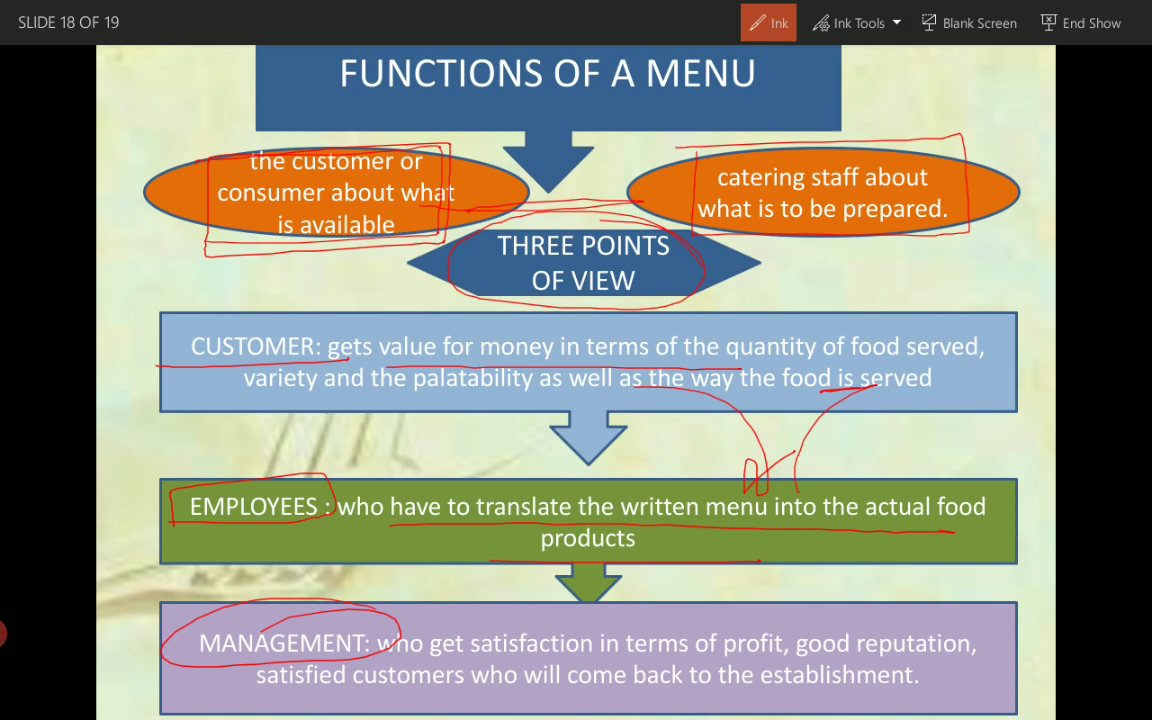 SLIDE 18 OF 19
Ink
Ink Tools
Blank Screen
End Show
FUNCTIONS OF A MENU
the customer or
consumer about what
is available
catering staff about
what is to be prepared.
THREE POINTS
OF VIEW
CUSTOMER: gets value for money in terms of the quantity of food served,
variety and the palatability as well as the way the food is served
EMPLOYEES : who have to translate the written menu into the actual food
products
MANAGEMENT: who get satisfaction in terms of profit, good reputation,
satisfied customers who will come back to the establishment.